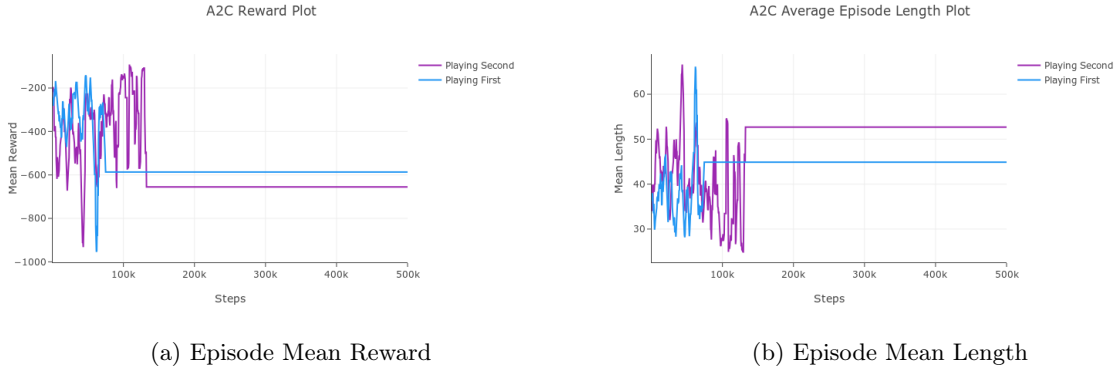 A2C Reward Plot
Mean Reward
−200
−400
−600
−800
−1000
100k
200k
300k
400k
500k
Steps
Playing Second
Playing First
(a) Episode Mean Reward
A2C Average Episode Length Plot
Mean Length
60
50
40
30
100k
200k
300k
400k
500k
Steps
Playing Second
Playing First
(b) Episode Mean Length